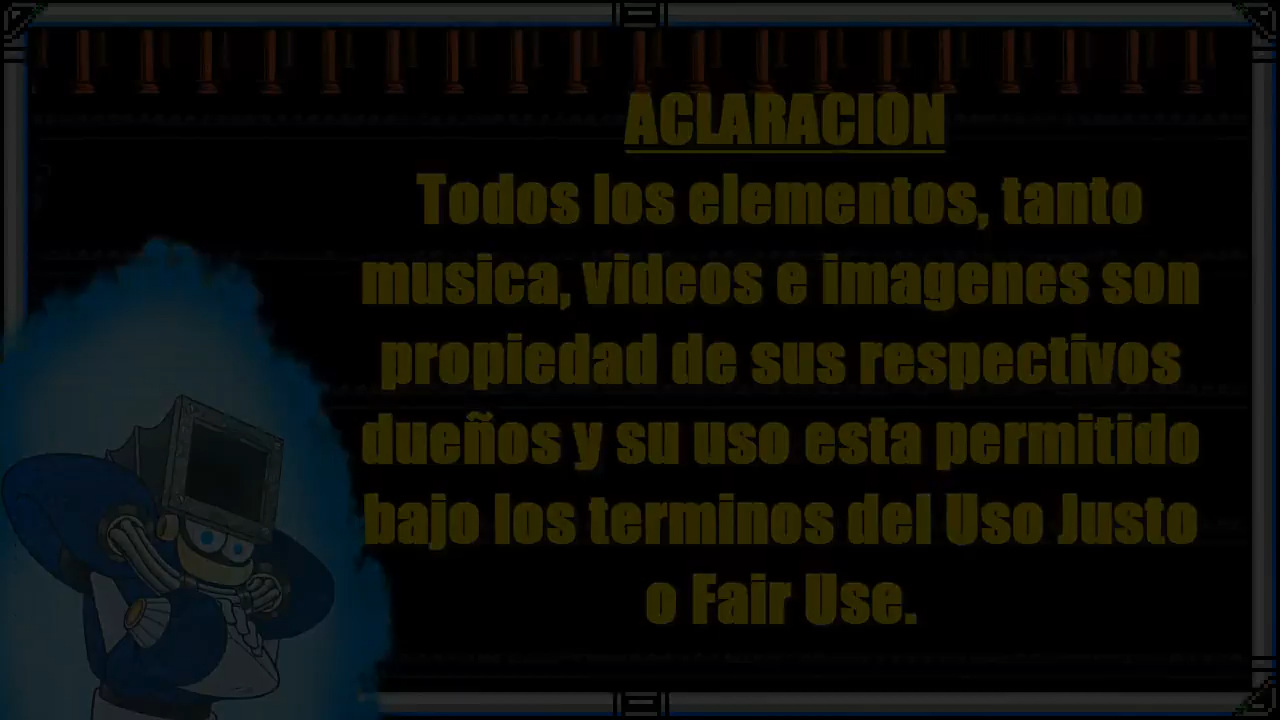 ACLARACION
Todos los elementos, tanto
musica, videos e imagenes son
propiedad de sus respectivos
dueños y su uso esta permitido
bajo los terminos del Uso Justo
o Fair Use.